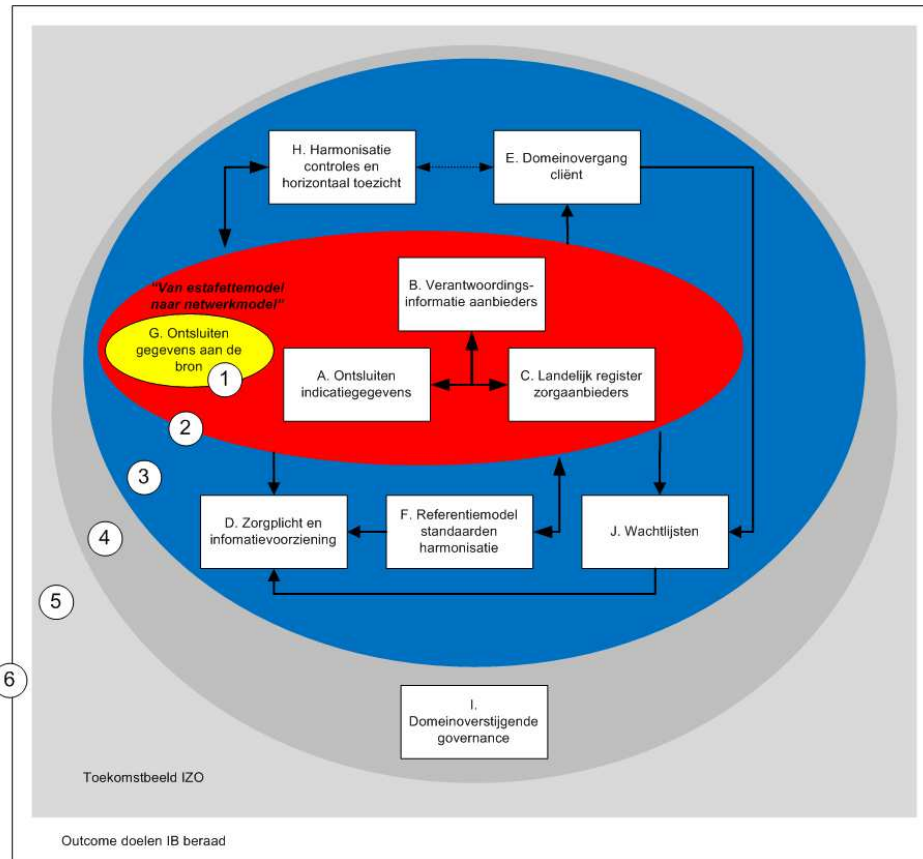 H. Harmonisatie
controles en
horizontaal toezicht
E. Domeinovergang
cliënt
"Van estafettemodel
naar netwerkmodel"
B. Verantwoordings-
informatie aanbieders
G. Ontsluiten
gegevens aan de
bron
1
A. Ontsluiten
indicatiegegevens
C. Landelijk register
zorgaanbieders
2
3
D. Zorgplicht en
infomatievoorziening
F. Referentiemodel
standaarden
harmonisatie
J. Wachtlijsten
4
5
6
I.
Domeinoverstijgende
governance
Toekomstbeeld IZO
Outcome doelen IB beraad